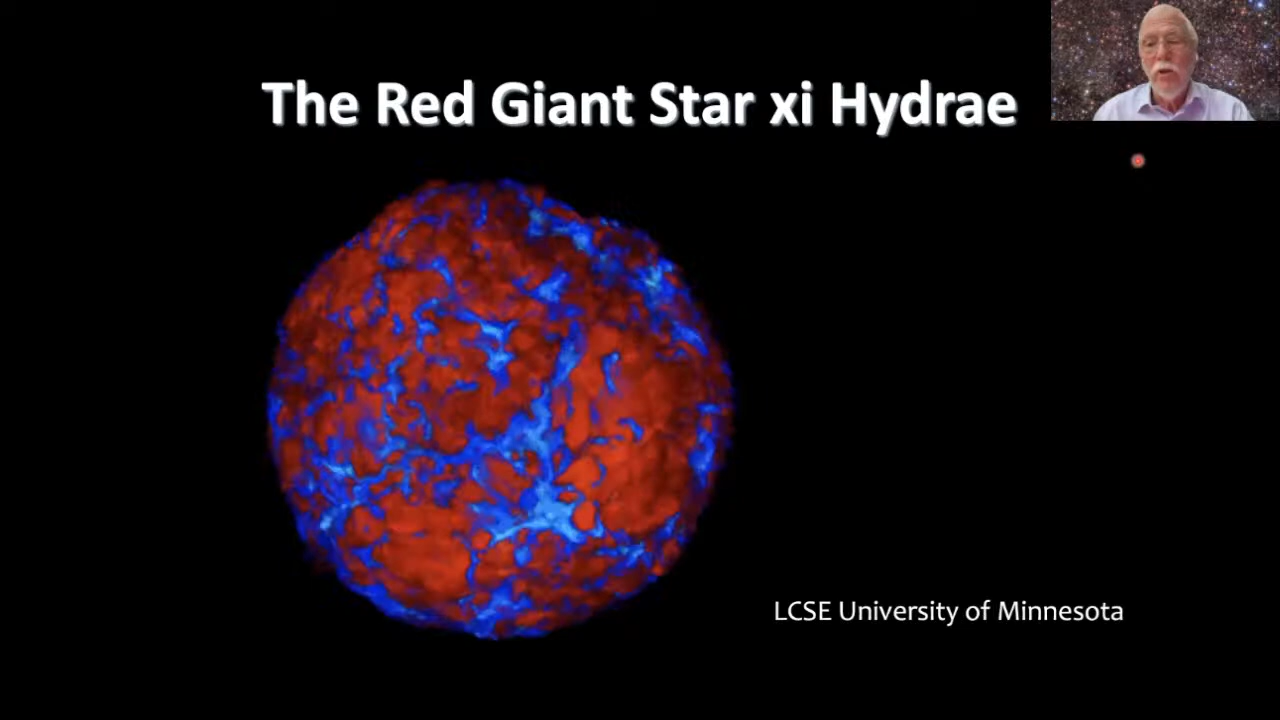 The Red Giant Star xi Hydrae
LCSE University of Minnesota